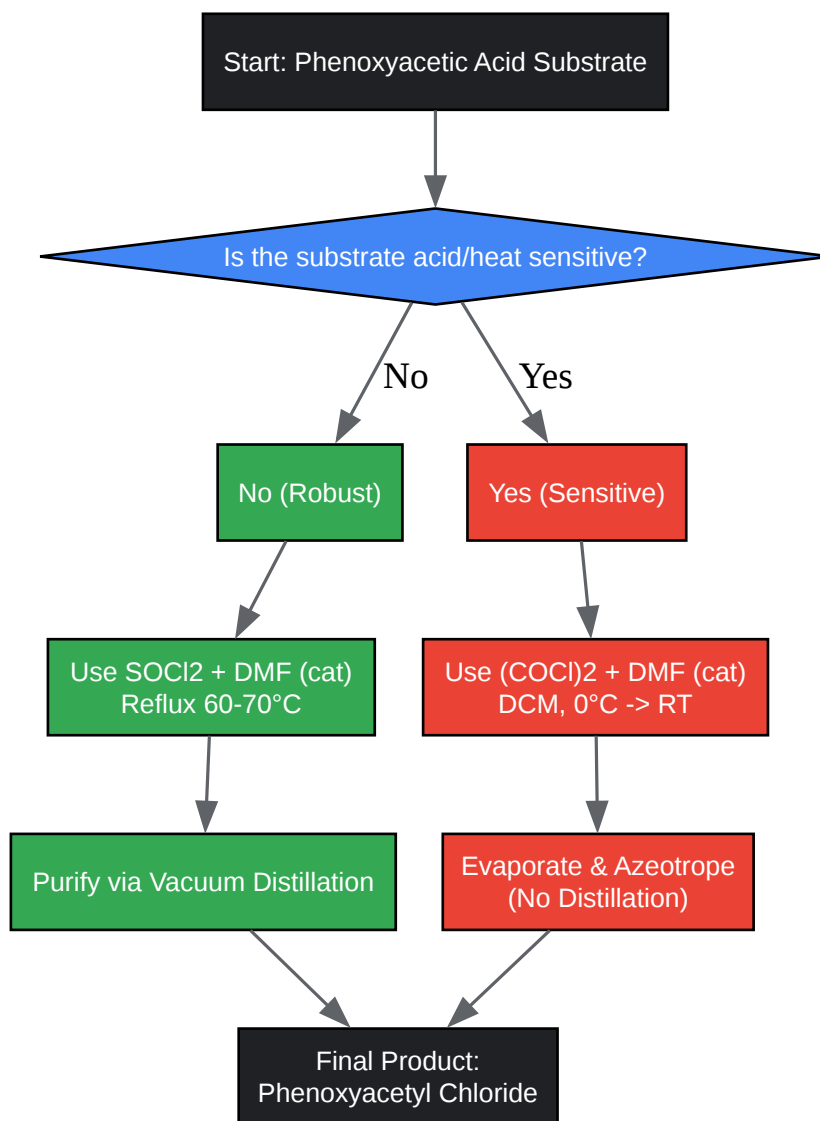 Start: Phenoxyacetic Acid Substrate
Is the substrate acid/heat sensitive?
No
Yes
No (Robust)
Yes (Sensitive)
Use SOCl2 + DMF (cat)
Reflux 60-70°C
Use (COCl)2 + DMF (cat)
DCM, 0°C -> RT
Purify via Vacuum Distillation
Evaporate & Azeotrope
(No Distillation)
Final Product:
Phenoxyacetyl Chloride